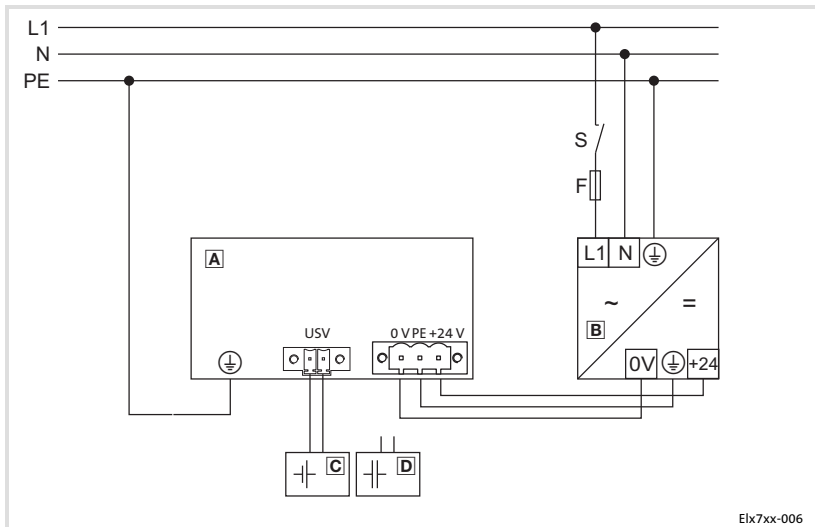 L1
N
PE
S
F
L1 N
A
~ =
B
USV
0 V PE +24 V
0V +24
C
D
Elx7xx-006